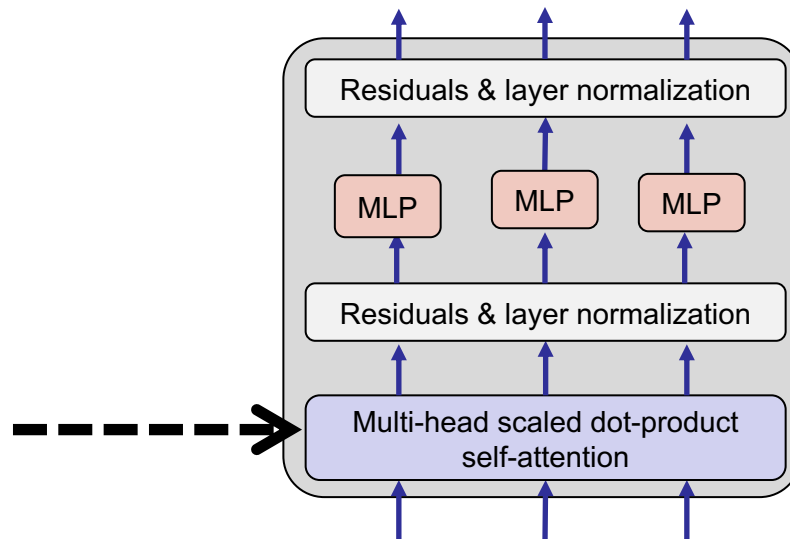 Residuals & layer normalization
MLP
MLP
MLP
Residuals & layer normalization
Multi-head scaled dot-product
self-attention